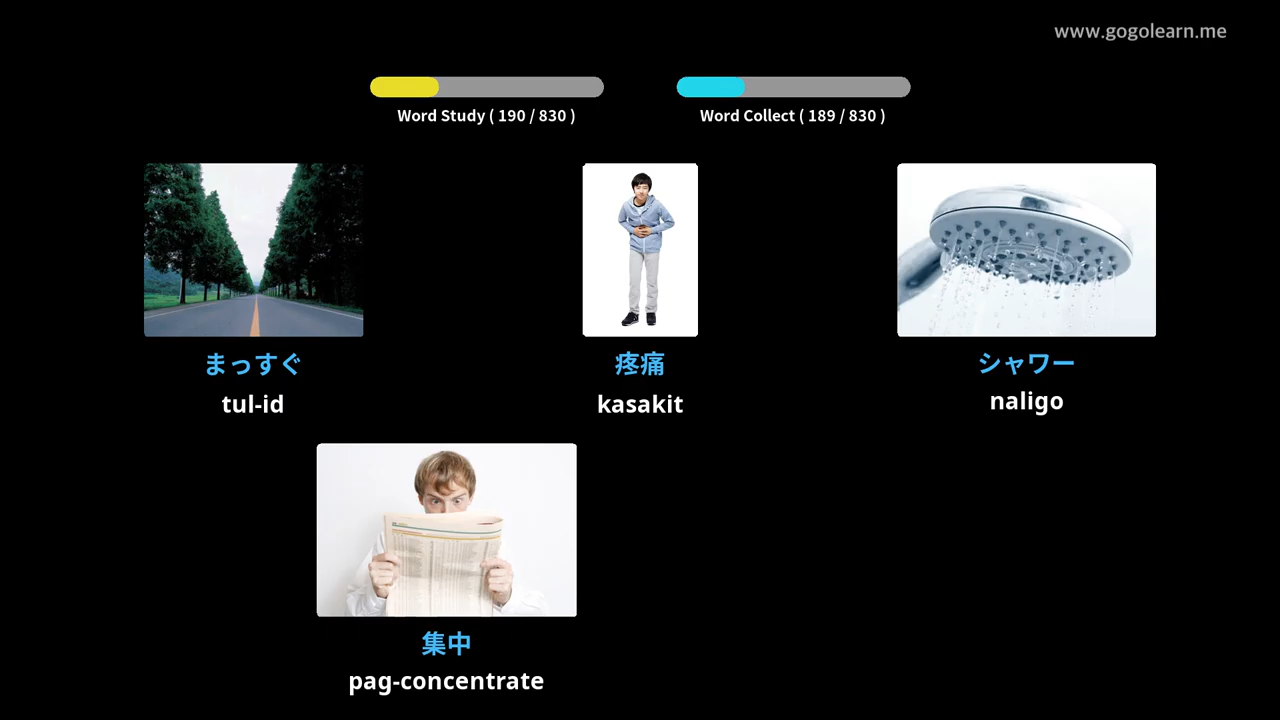 www.gogolearn.me
Word Study ( 190 / 830 )
Word Collect ( 189 / 830 )
まっすぐ
tul-id
疼痛
kasakit
シャワー
naligo
集中
pag-concentrate